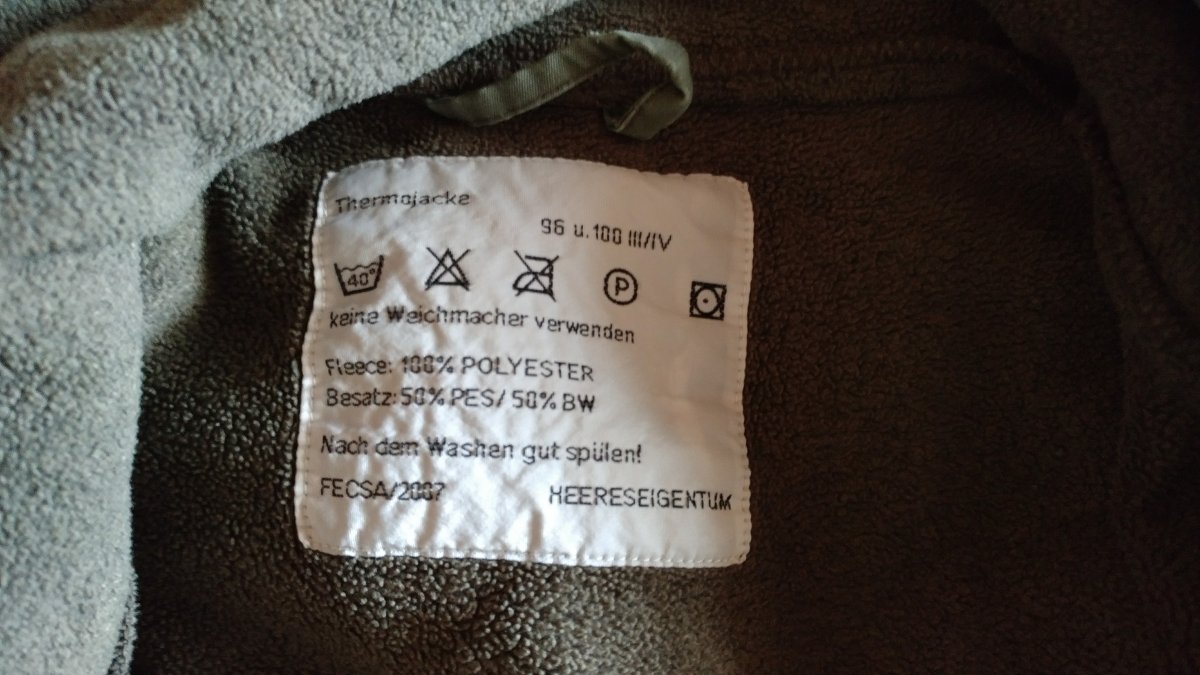 Thermojacke
96 u. 100 III/IV
40° P
keine Weichmacher verwenden
Fleece: 100% POLYESTER
Besatz: 50% PES/ 50% BW
Nach dem Washen gut spülen!
FECSA/2007 HEERESEIGENTUM